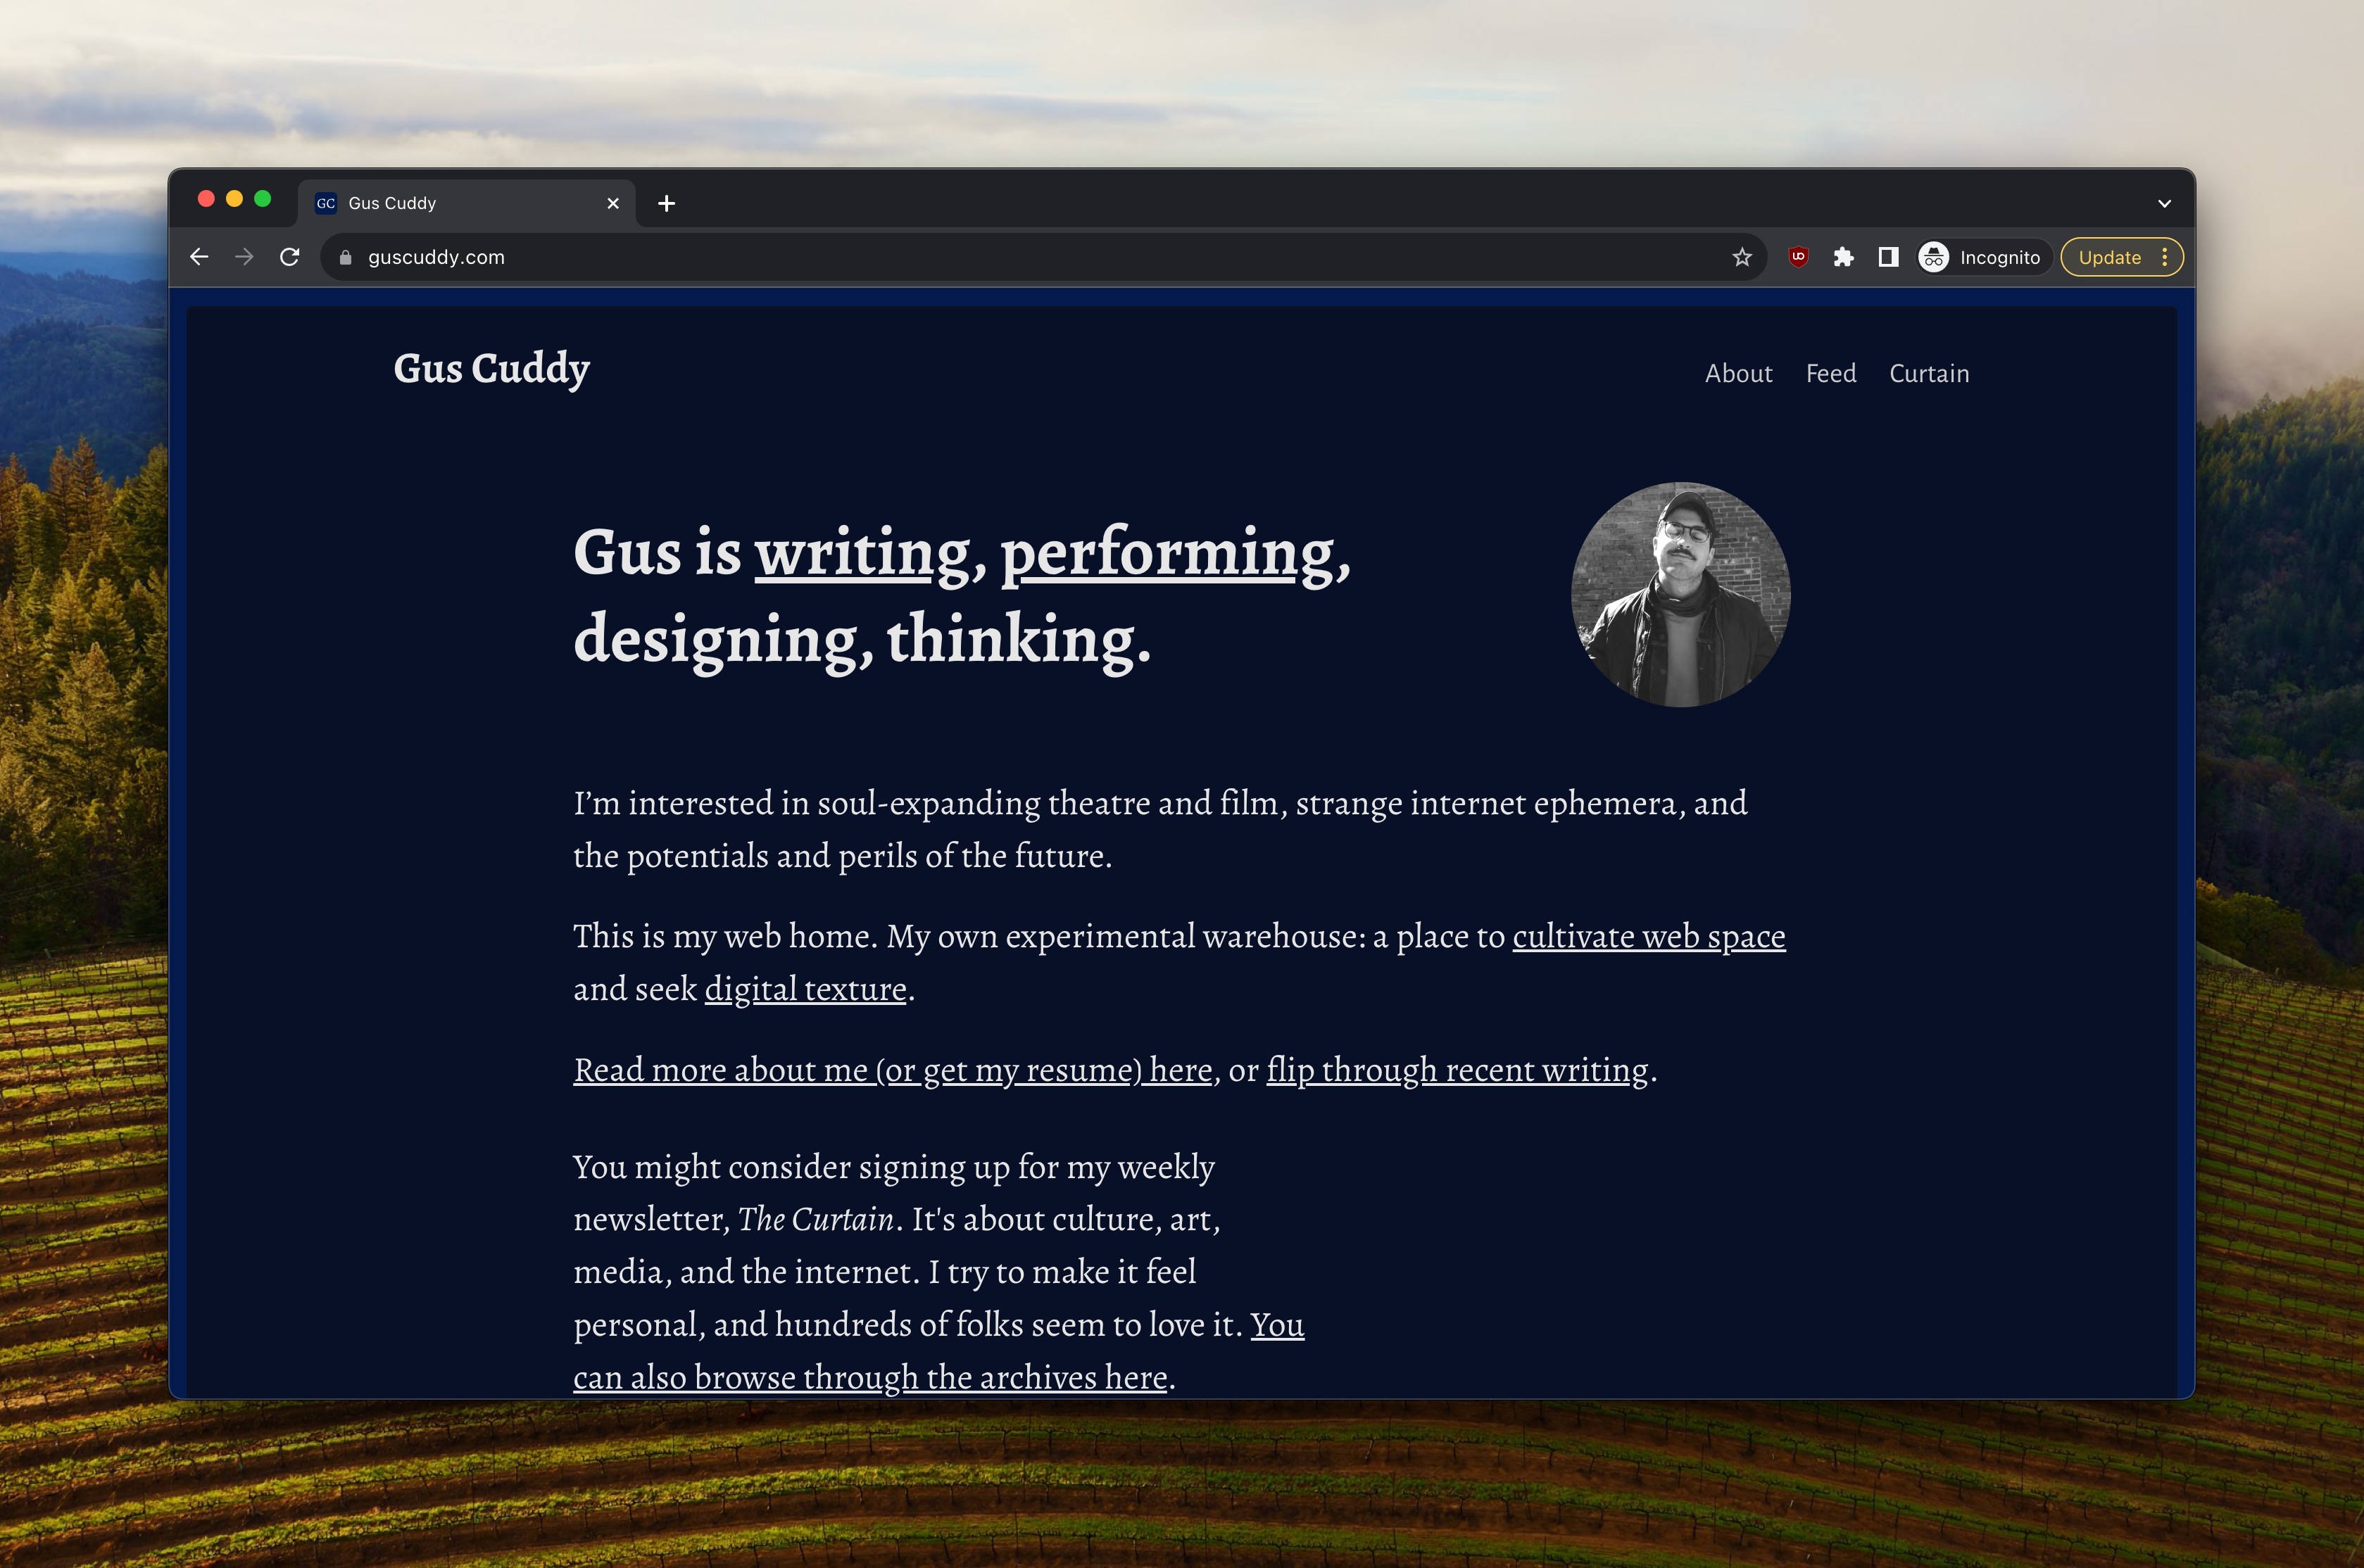 GC Gus Cuddy
guscuddy.com
Incognito
Update
Gus Cuddy
About Feed Curtain
Gus is writing, performing,
designing, thinking.
I’m interested in soul-expanding theatre and film, strange internet ephemera, and
the potentials and perils of the future.
This is my web home. My own experimental warehouse: a place to cultivate web space
and seek digital texture.
Read more about me (or get my resume) here, or flip through recent writing.
You might consider signing up for my weekly
newsletter, The Curtain. It's about culture, art,
media, and the internet. I try to make it feel
personal, and hundreds of folks seem to love it. You
can also browse through the archives here.